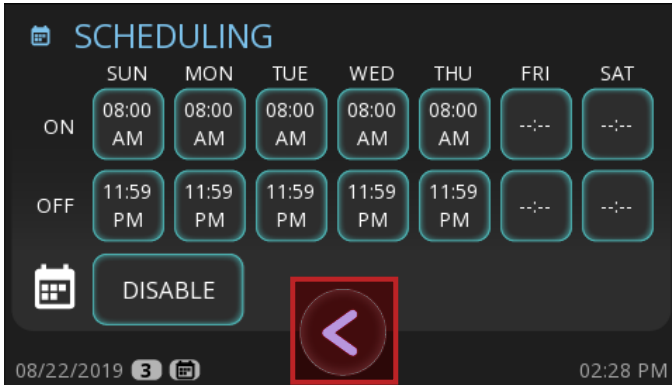 SCHEDULING
SUN MON TUE WED THU FRI SAT
ON 08:00 AM 08:00 AM 08:00 AM 08:00 AM 08:00 AM --:-- --:--
OFF 11:59 PM 11:59 PM 11:59 PM 11:59 PM 11:59 PM --:-- --:--
DISABLE
<
08/22/2019 3 02:28 PM